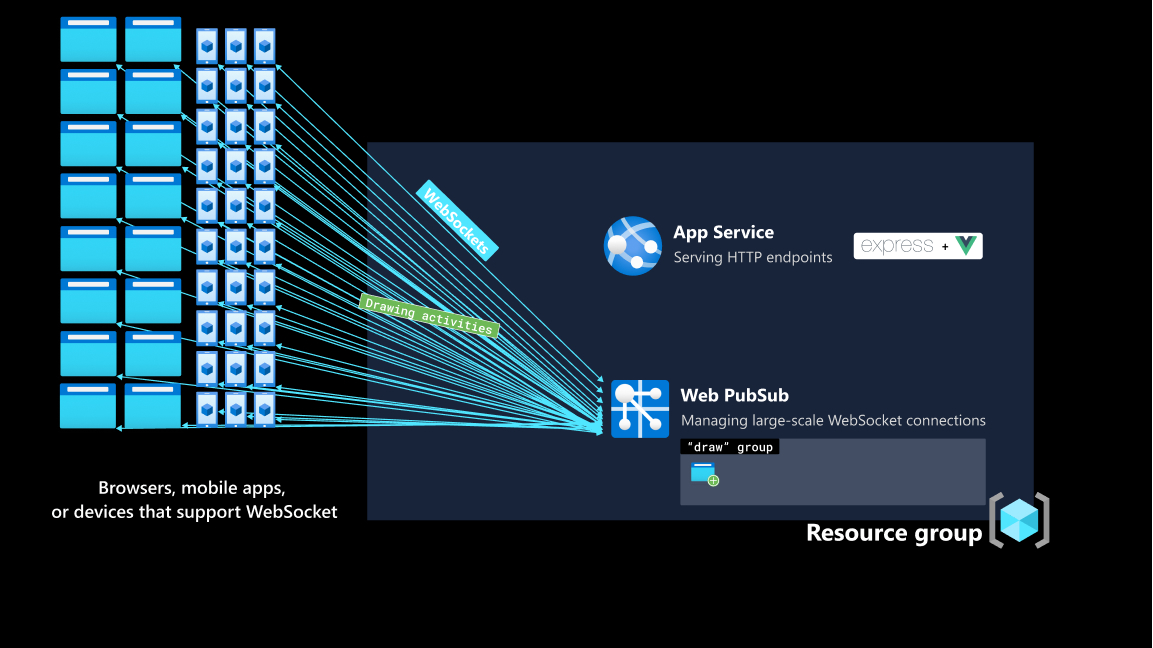 WebSockets
App Service
Serving HTTP endpoints
express +
Drawing activities
Web PubSub
Managing large-scale WebSocket connections
“draw” group
Browsers, mobile apps,
or devices that support WebSocket
Resource group